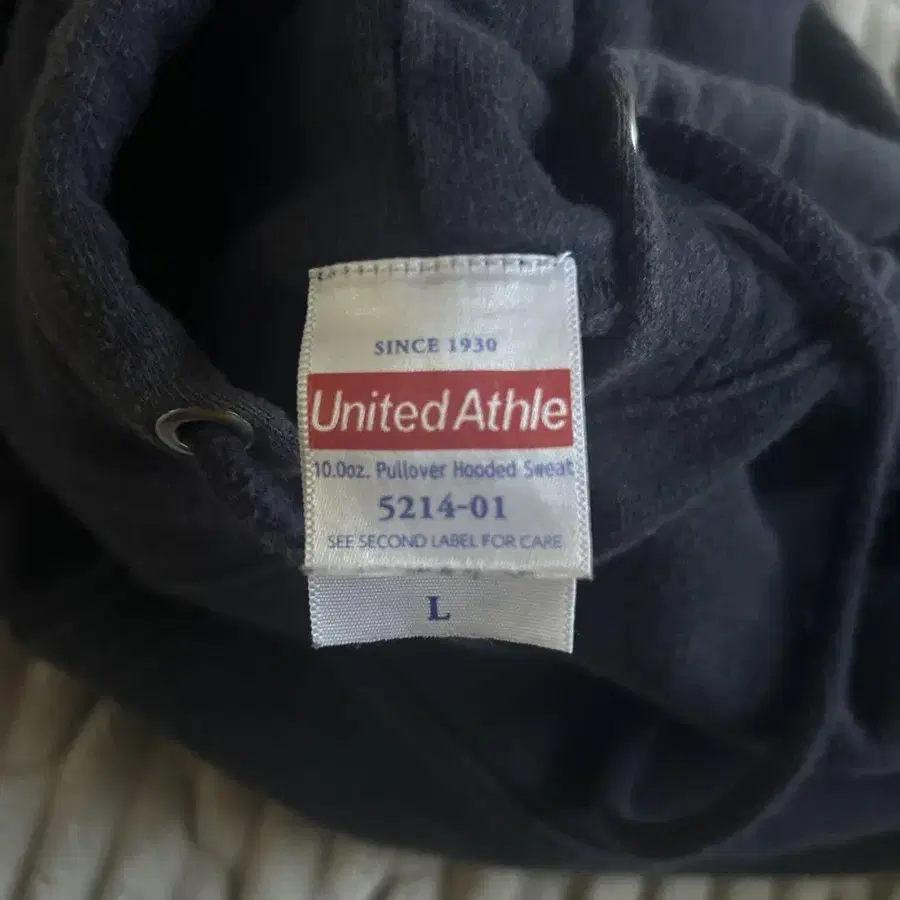 SINCE 1930
United Athle
10.0oz. Pullover Hooded Sweat
5214-01
SEE SECOND LABEL FOR CARE
L